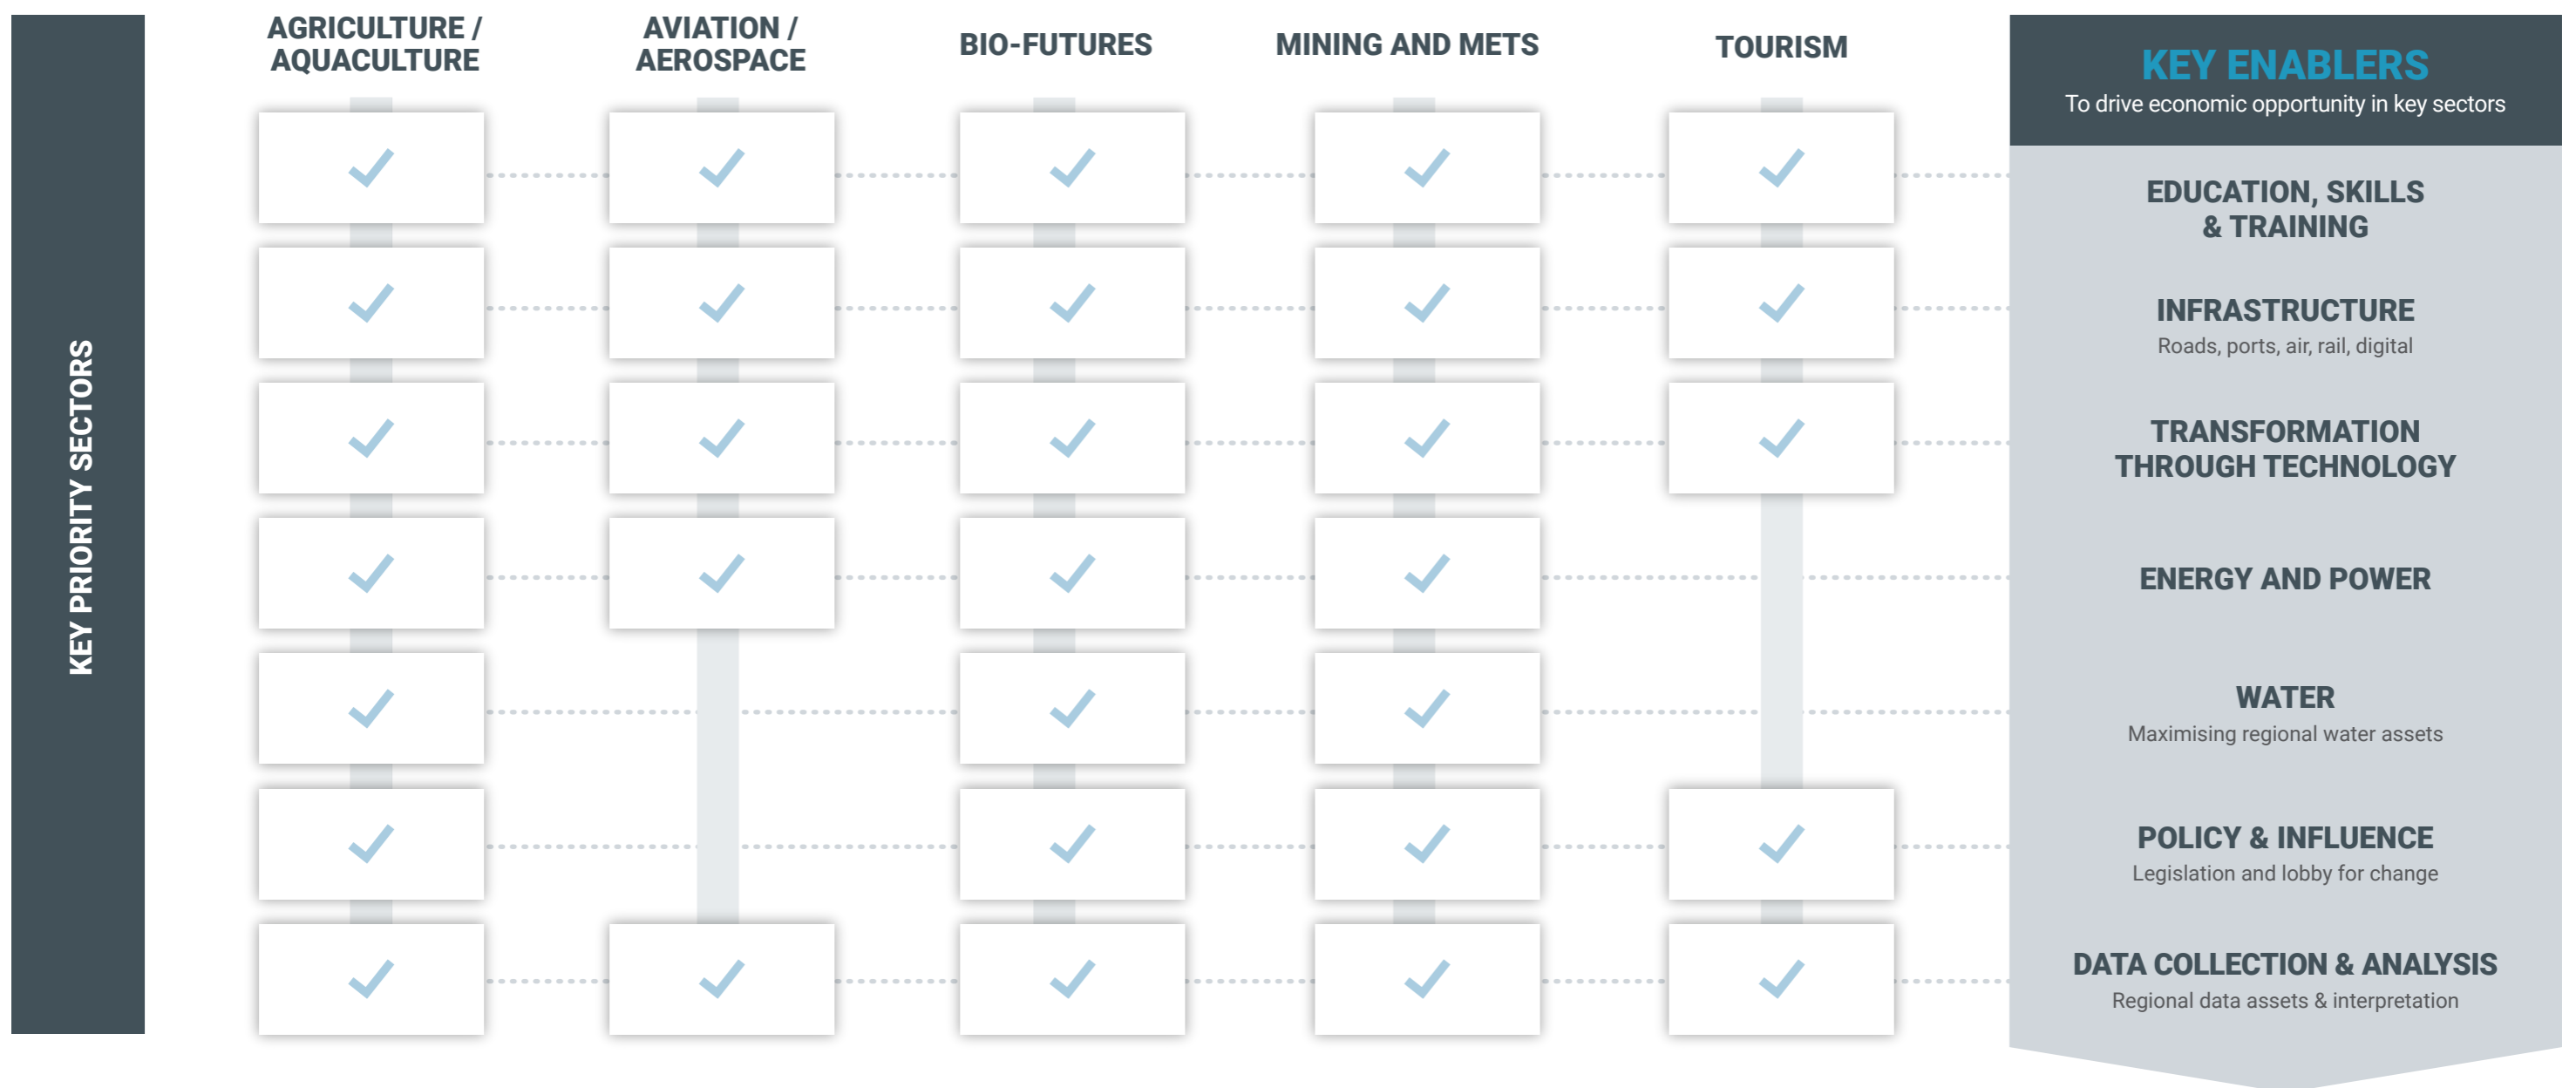 KEY PRIORITY SECTORS
AGRICULTURE /
AQUACULTURE
AVIATION /
AEROSPACE
BIO-FUTURES
MINING AND METS
TOURISM
KEY ENABLERS
To drive economic opportunity in key sectors
EDUCATION, SKILLS
& TRAINING
INFRASTRUCTURE
Roads, ports, air, rail, digital
TRANSFORMATION
THROUGH TECHNOLOGY
ENERGY AND POWER
WATER
Maximising regional water assets
POLICY & INFLUENCE
Legislation and lobby for change
DATA COLLECTION & ANALYSIS
Regional data assets & interpretation